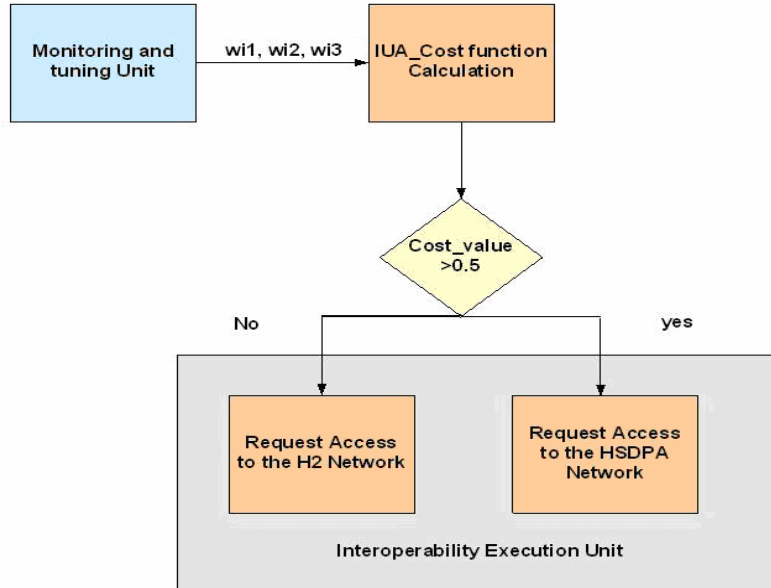 Monitoring and
tuning Unit
wi1, wi2, wi3
IUA_Cost function
Calculation
Cost_value
>0.5
No
yes
Request Access
to the H2 Network
Request Access
to the HSDPA
Network
Interoperability Execution Unit